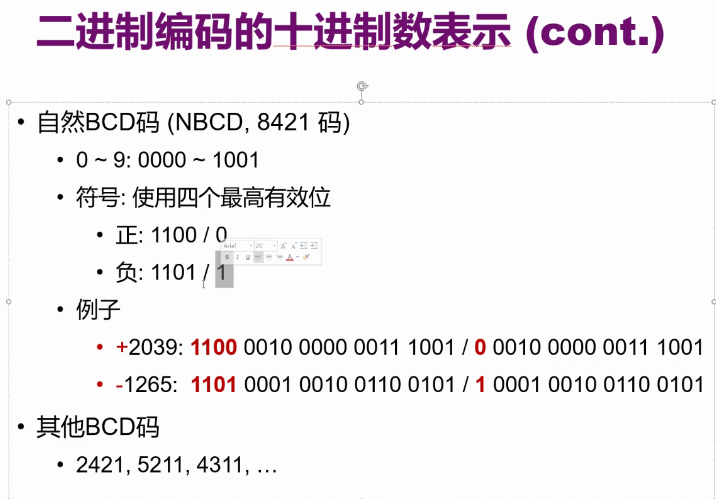 二进制编码的十进制数表示 (cont.)
• 自然BCD码 (NBCD, 8421 码)
• 0 ~ 9: 0000 ~ 1001
• 符号: 使用四个最高有效位
• 正: 1100 / 0
Arial 20 A A
B I U A
• 负: 1101 / 1
• 例子
• +2039: 1100 0010 0000 0011 1001 / 0 0010 0000 0011 1001
• -1265: 1101 0001 0010 0110 0101 / 1 0001 0010 0110 0101
• 其他BCD码
• 2421, 5211, 4311, …